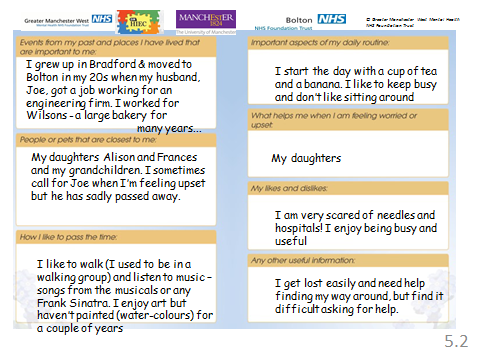 Greater Manchester West NHS
Mental Health NHS Foundation Trust
MANCHESTER
1824
The University of Manchester
Bolton NHS
NHS Foundation Trust
© Greater Manchester West Mental Health
NHS Foundation Trust
Events from my past and places I have lived that
are important to me:
I grew up in Bradford & moved to
Bolton in my 20s when my husband,
Joe, got a job working for an
engineering firm. I worked for
Wilsons - a large bakery for
many years...
People or pets that are closest to me:
My daughters Alison and Frances
and my grandchildren. I sometimes
call for Joe when I'm feeling upset
but he has sadly passed away.
How I like to pass the time:
I like to walk (I used to be in a
walking group) and listen to music –
songs from the musicals or any
Frank Sinatra. I enjoy art but
haven't painted (water-colours) for
a couple of years
Important aspects of my daily routine:
I start the day with a cup of tea
and a banana. I like to keep busy
and don't like sitting around
What helps me when I am feeling worried or
upset:
My daughters
My likes and dislikes:
I am very scared of needles and
hospitals! I enjoy being busy and
useful
Any other useful information:
I get lost easily and need help
finding my way around, but find it
difficult asking for help.
5.2